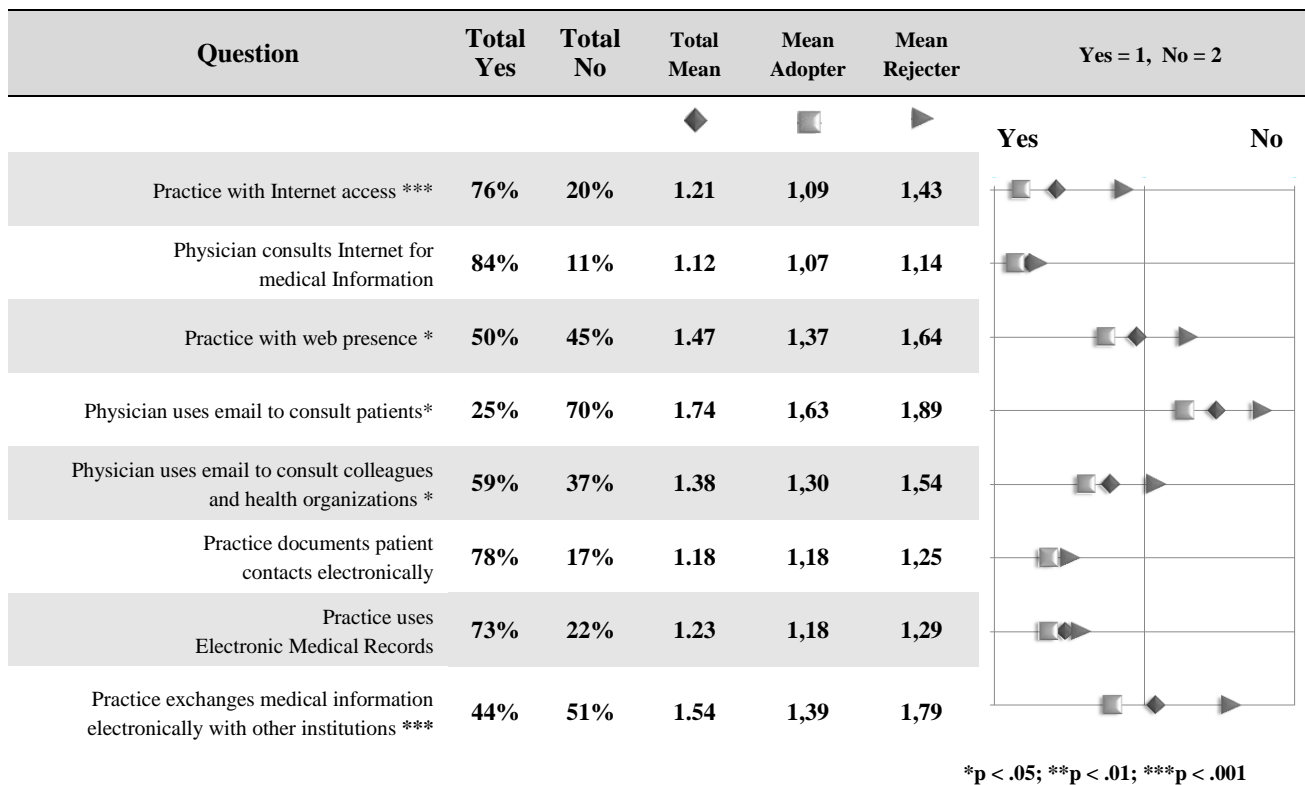 Question Total Yes Total No Total Mean Mean Adopter Mean Rejecter Yes = 1, No = 2
Yes No
Practice with Internet access *** 76% 20% 1.21 1,09 1,43
Physician consults Internet for
medical Information 84% 11% 1.12 1,07 1,14
Practice with web presence * 50% 45% 1.47 1,37 1,64
Physician uses email to consult patients* 25% 70% 1.74 1,63 1,89
Physician uses email to consult colleagues
and health organizations * 59% 37% 1.38 1,30 1,54
Practice documents patient
contacts electronically 78% 17% 1.18 1,18 1,25
Practice uses
Electronic Medical Records 73% 22% 1.23 1,18 1,29
Practice exchanges medical information
electronically with other institutions *** 44% 51% 1.54 1,39 1,79
*p < .05; **p < .01; ***p < .001